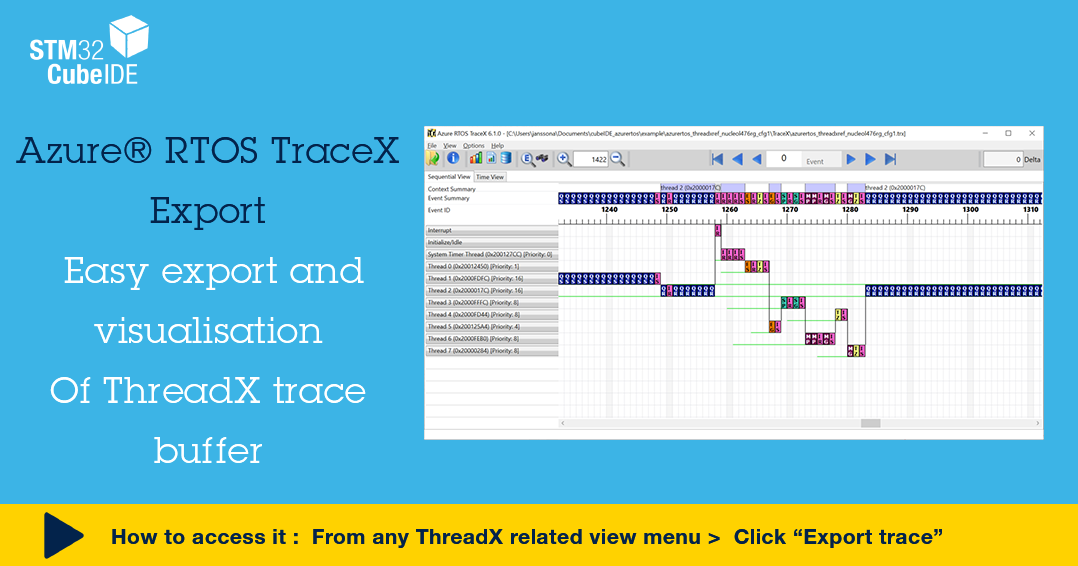 STM32
CubeIDE
Azure® RTOS TraceX
Export
Easy export and
visualisation
Of ThreadX trace
buffer
Azure RTOS TraceX 6.1.0 - [C:\Users\janssona\Documents\cubeIDE_azurertos\example\azurertos_threadxref_nucleol476rg_cfg1\TraceX\azurertos_threadxref_nucleol476rg_cfg1.trx]
File View Options Help
1422 0 Event 0 Delta
Sequential View Time View
Context Summary thread 2 (0x2000017C) thread 2 (0x2000017C)
Event Summary
Event ID 1240 1250 1260 1270 1280 1290 1300 1310
Interrupt
Initialize/Idle
System Timer Thread (0x200127CC) [Priority: 0]
Thread 0 (0x20012450) [Priority: 1]
Thread 1 (0x2000FDFC) [Priority: 16]
Thread 2 (0x2000017C) [Priority: 16]
Thread 3 (0x2000FFFC) [Priority: 8]
Thread 4 (0x2000FD44) [Priority: 8]
Thread 5 (0x200125A4) [Priority: 4]
Thread 6 (0x2000FEB0) [Priority: 8]
Thread 7 (0x20000284) [Priority: 8]
How to access it : From any ThreadX related view menu > Click “Export trace”